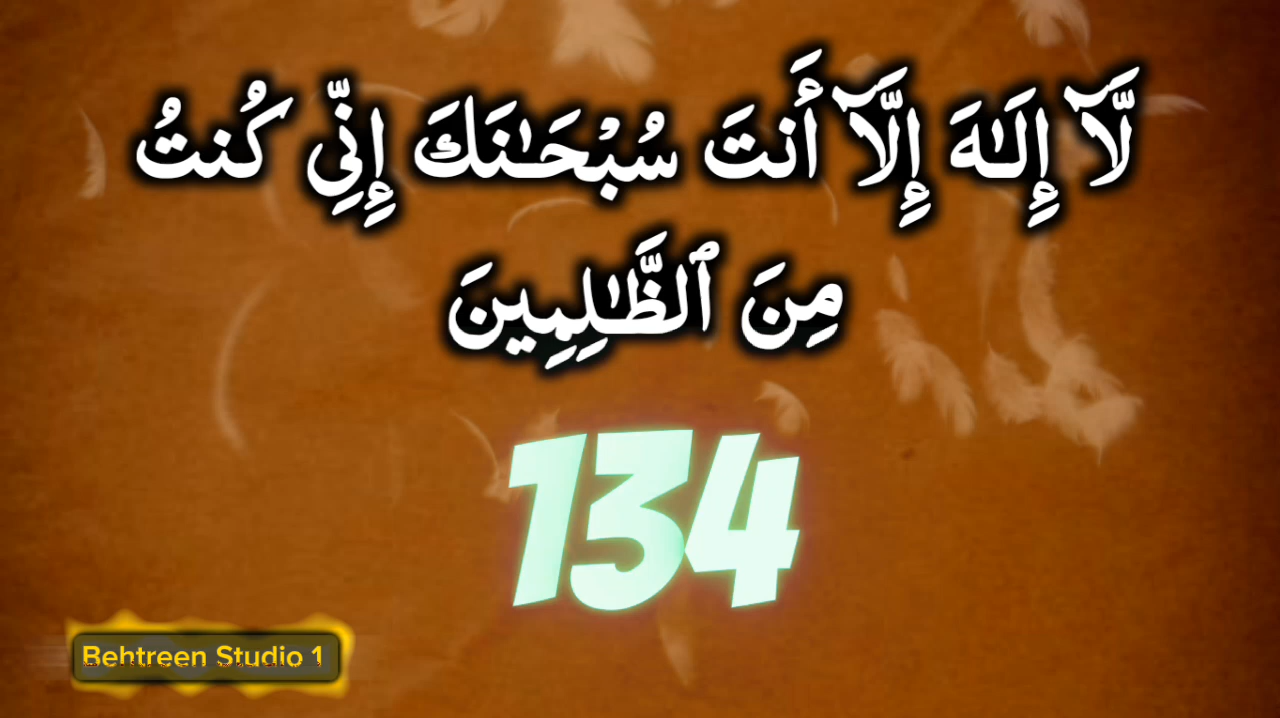 لَّآ إِلَـٰهَ إِلَّآ أَنتَ سُبْحَـٰنَكَ إِنِّى كُنتُ
مِنَ ٱلظَّـٰلِمِينَ
134
Behtreen Studio 1